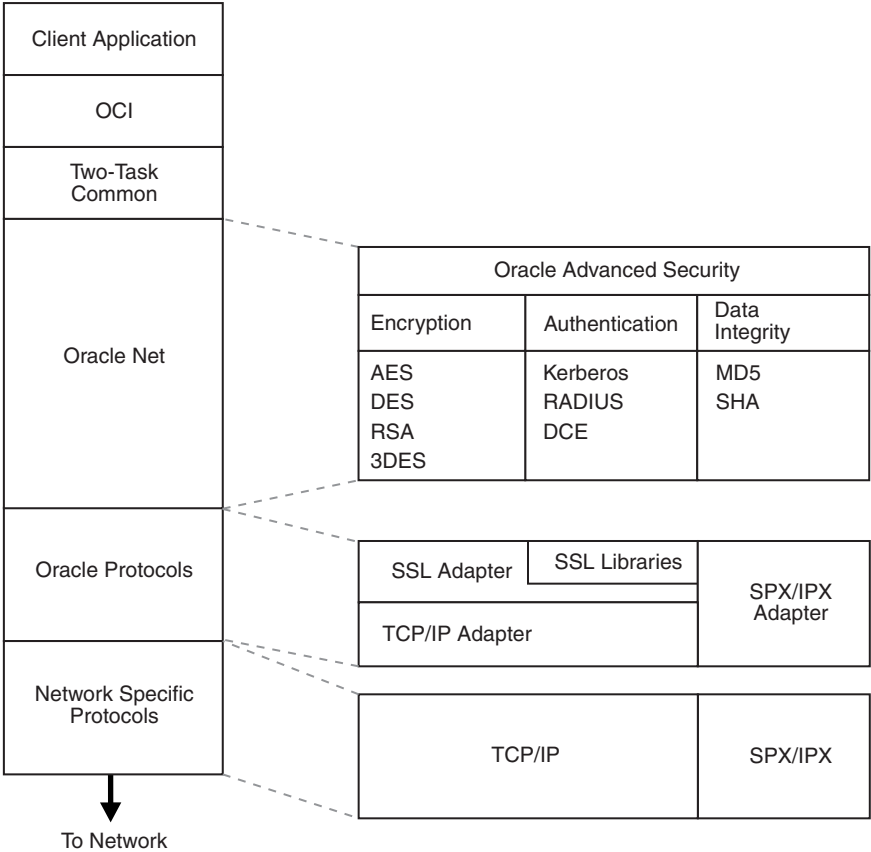 Client Application
OCI
Two-Task
Common
Oracle Net
Oracle Advanced Security
Encryption
Authentication
Data
Integrity
AES
DES
RSA
3DES
Kerberos
RADIUS
DCE
MD5
SHA
Oracle Protocols
SSL Adapter
SSL Libraries
SPX/IPX
Adapter
TCP/IP Adapter
Network Specific
Protocols
TCP/IP
SPX/IPX
To Network